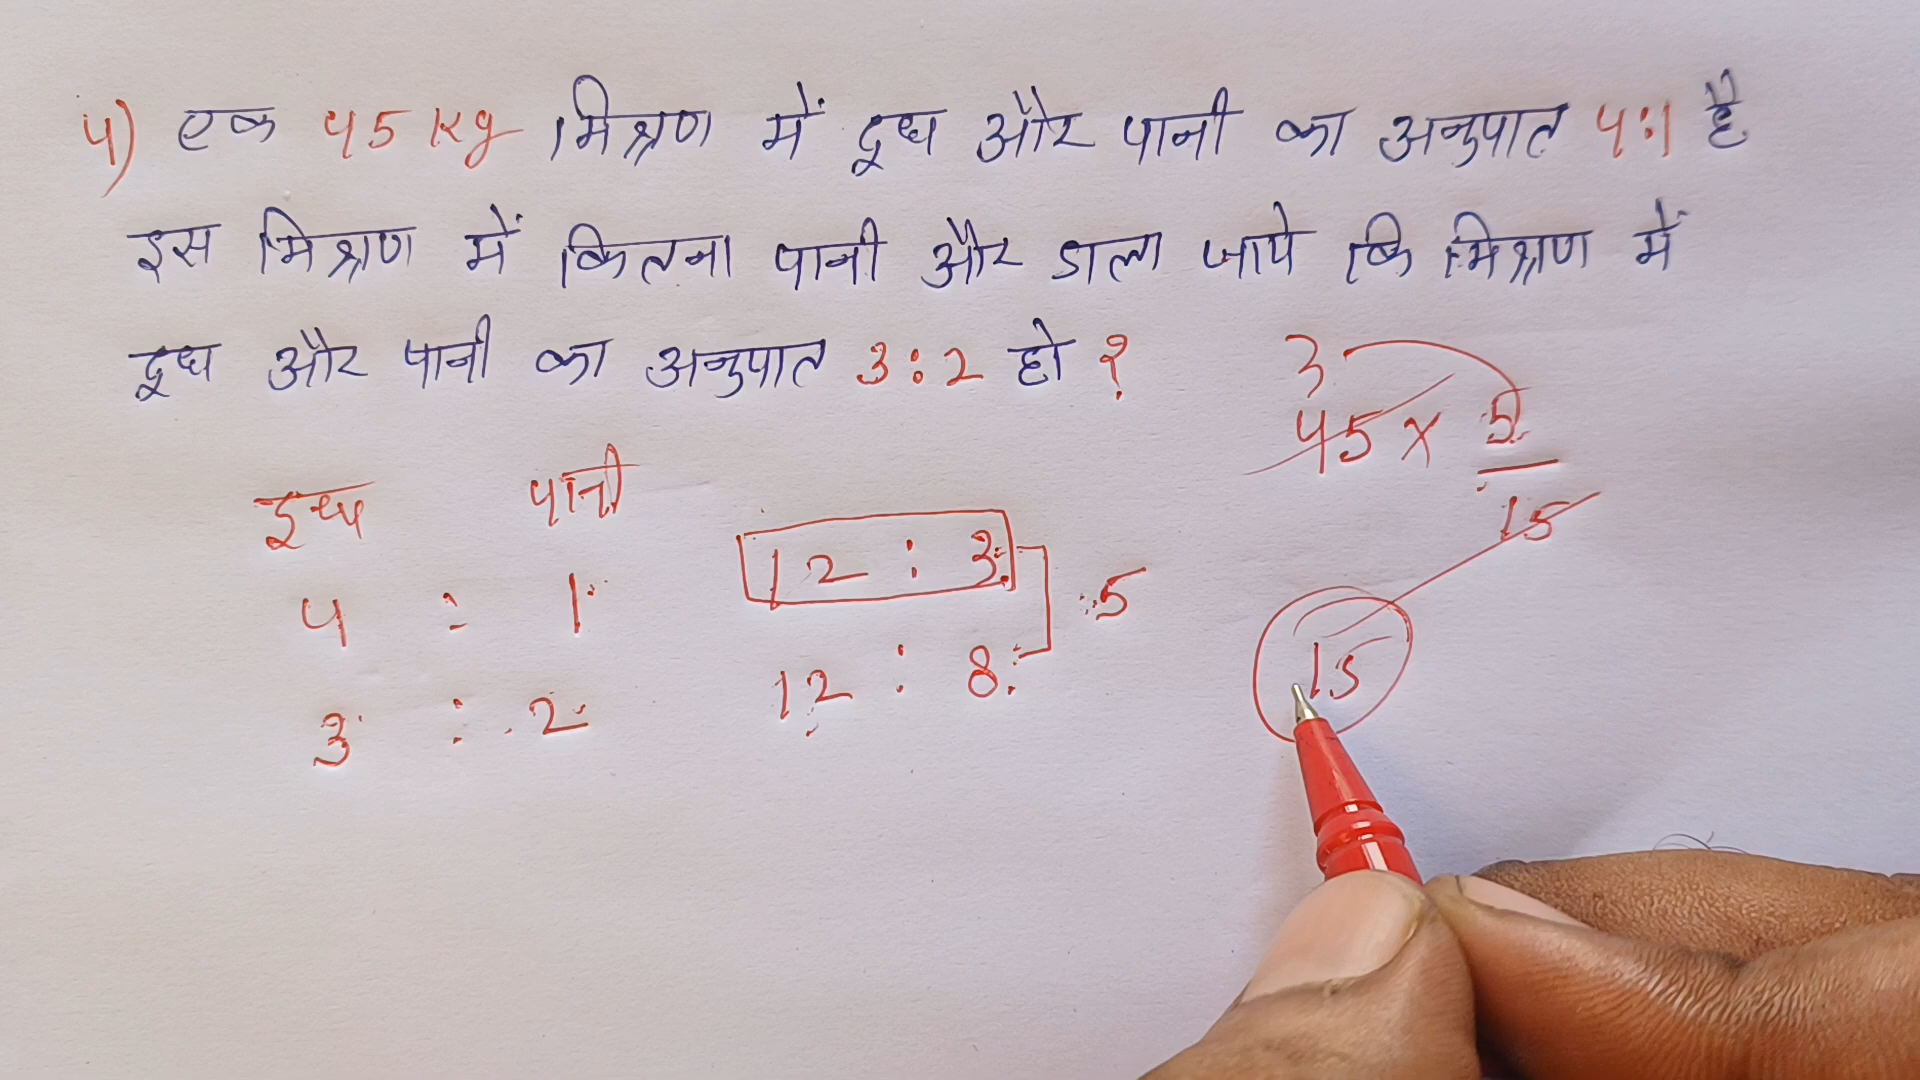 4) एक 45 Kg मिश्रण में दूध और पानी का अनुपात 4:1 है
इस मिश्रण में कितना पानी और डाला जाये कि मिश्रण में
दूध और पानी का अनुपात 3:2 हो ?
दूध पानी
4 : 1
3 : 2
12 : 3
12 : 8
5
3
45 x 5
15
15